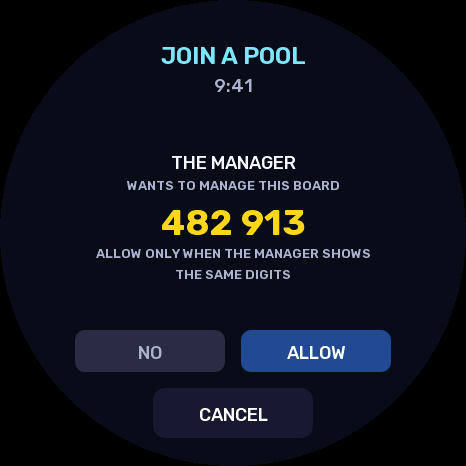 JOIN A POOL
9:41
THE MANAGER
WANTS TO MANAGE THIS BOARD
482 913
ALLOW ONLY WHEN THE MANAGER SHOWS
THE SAME DIGITS
NO
ALLOW
CANCEL